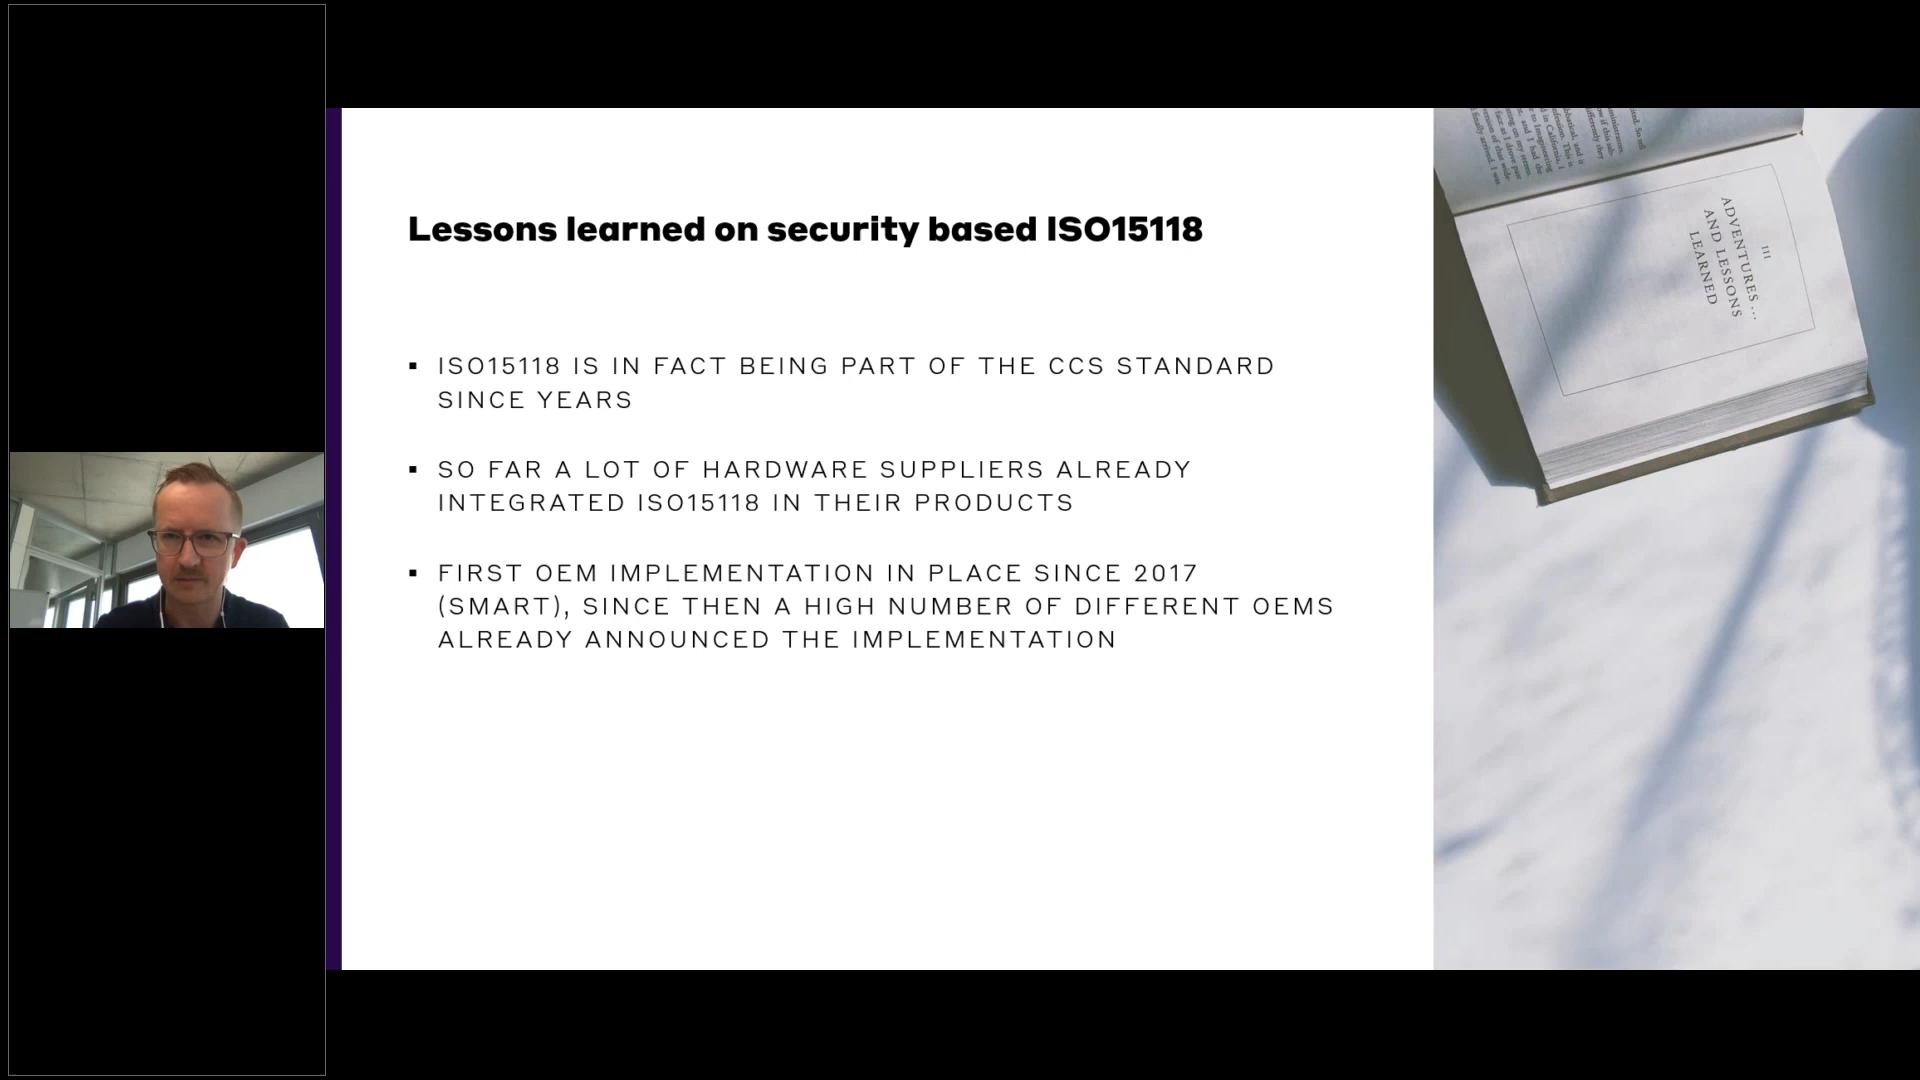 Lessons learned on security based ISO15118
▪ ISO15118 IS IN FACT BEING PART OF THE CCS STANDARD
SINCE YEARS
▪ SO FAR A LOT OF HARDWARE SUPPLIERS ALREADY
INTEGRATED ISO15118 IN THEIR PRODUCTS
▪ FIRST OEM IMPLEMENTATION IN PLACE SINCE 2017
(SMART), SINCE THEN A HIGH NUMBER OF DIFFERENT OEMS
ALREADY ANNOUNCED THE IMPLEMENTATION
III
ADVENTURES ...
AND LESSONS
LEARNED